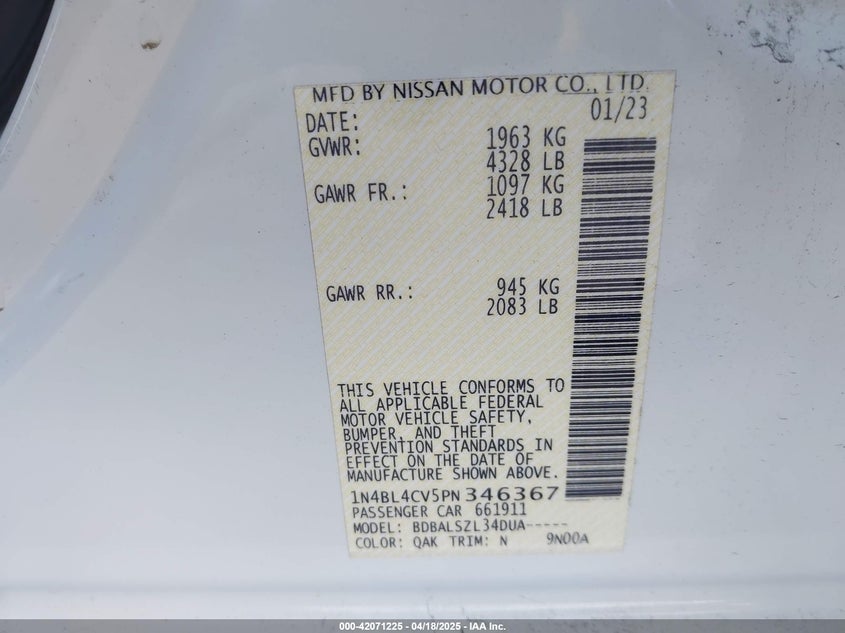 MFD BY NISSAN MOTOR CO., LTD.
DATE: 01/23
GVWR: 1963 KG
4328 LB
GAWR FR.: 1097 KG
2418 LB
GAWR RR.: 945 KG
2083 LB
THIS VEHICLE CONFORMS TO
ALL APPLICABLE FEDERAL
MOTOR VEHICLE SAFETY,
BUMPER, AND THEFT
PREVENTION STANDARDS IN
EFFECT ON THE DATE OF
MANUFACTURE SHOWN ABOVE.
1N4BL4CV5PN346367
PASSENGER CAR 661911
MODEL: BDBALSZL34DUA-----
COLOR: QAK TRIM: N 9N00A
000-42071225 - 04/18/2025 - IAA Inc.